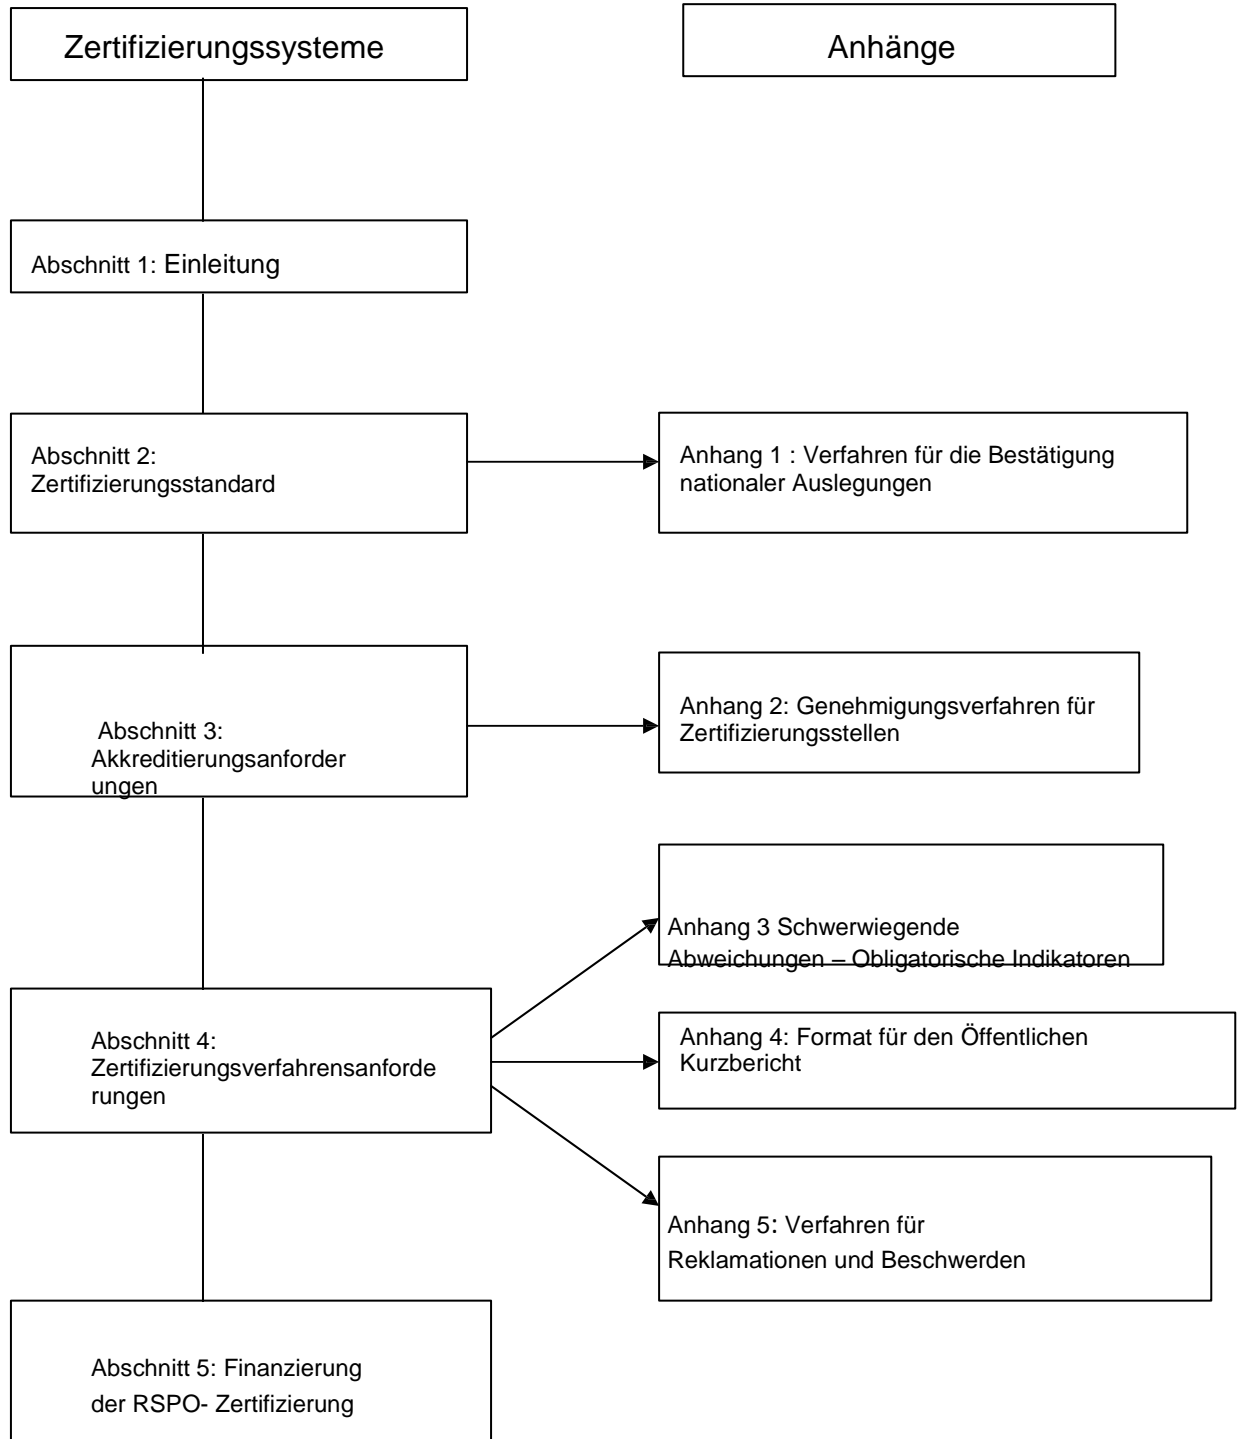 Zertifizierungssysteme
Anhänge
Abschnitt 1: Einleitung
Abschnitt 2:
Zertifizierungsstandard
Anhang 1 : Verfahren für die Bestätigung
nationaler Auslegungen
Abschnitt 3:
Akkreditierungsanforder
ungen
Anhang 2: Genehmigungsverfahren für
Zertifizierungsstellen
Anhang 3 Schwerwiegende
Abweichungen – Obligatorische Indikatoren
Abschnitt 4:
Zertifizierungsverfahrensanforde
rungen
Anhang 4: Format für den Öffentlichen
Kurzbericht
Anhang 5: Verfahren für
Reklamationen und Beschwerden
Abschnitt 5: Finanzierung
der RSPO- Zertifizierung